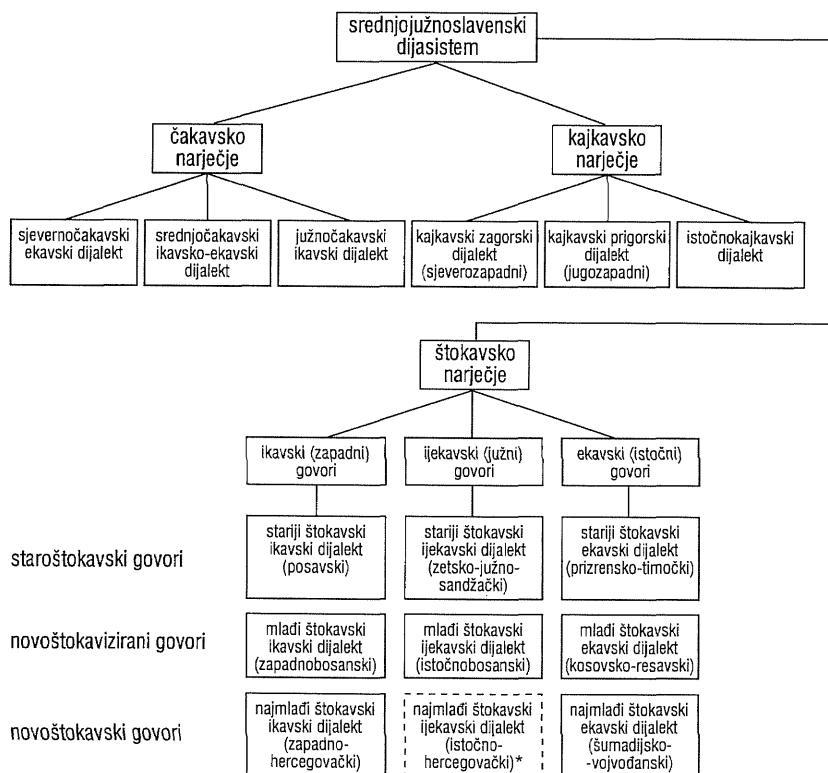 srednjojužnoslavenski
dijasistem
čakavsko
narječje
kajkavsko
narječje
sjevernočakavski
ekavski dijalekt
srednjočakavski
ikavsko-ekavski
dijalekt
južnočakavski
ikavski dijalekt
kajkavski zagorski
dijalekt
(sjeverozapadni)
kajkavski prigorski
dijalekt
(jugozapadni)
istočnokajkavski
dijalekt
štokavsko
narječje
ikavski (zapadni)
govori
ijekavski (južni)
govori
ekavski (istočni)
govori
staroštokavski govori
stariji štokavski
ikavski dijalekt
(posavski)
stariji štokavski
ijekavski dijalekt
(zetsko-južno-
sandžački)
stariji štokavski
ekavski dijalekt
(prizrensko-timočki)
novoštokavizirani govori
mlađi štokavski
ikavski dijalekt
(zapadnobosanski)
mlađi štokavski
ijekavski dijalekt
(istočnobosanski)
mlađi štokavski
ekavski dijalekt
(kosovsko-resavski)
novoštokavski govori
najmlađi štokavski
ikavski dijalekt
(zapadno-
hercegovački)
najmlađi štokavski
ijekavski dijalekt
(istočno-
hercegovački)*
najmlađi štokavski
ekavski dijalekt
(šumadijsko-
-vojvođanski)